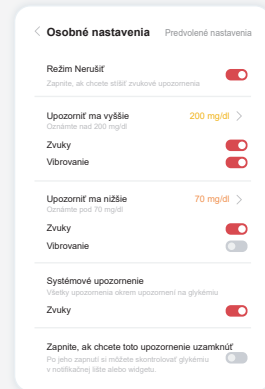 Osobné nastavenia Predvolené nastavenia
Režim Nerušiť
Zapnite, ak chcete stíšiť zvukové upozornenia
Upozorniť ma vyššie 200 mg/dl
Oznámte nad 200 mg/dl
Zvuky
Vibrovanie
Upozorniť ma nižšie 70 mg/dl
Oznámte pod 70 mg/dl
Zvuky
Vibrovanie
Systémové upozornenie
Všetky upozornenia okrem upozornení na glykémiu
Zvuky
Zapnite, ak chcete toto upozornenie uzamknúť
Po jeho zapnutí si môžete skontrolovať glykémiu
v notifikačnej lište alebo widgetu.